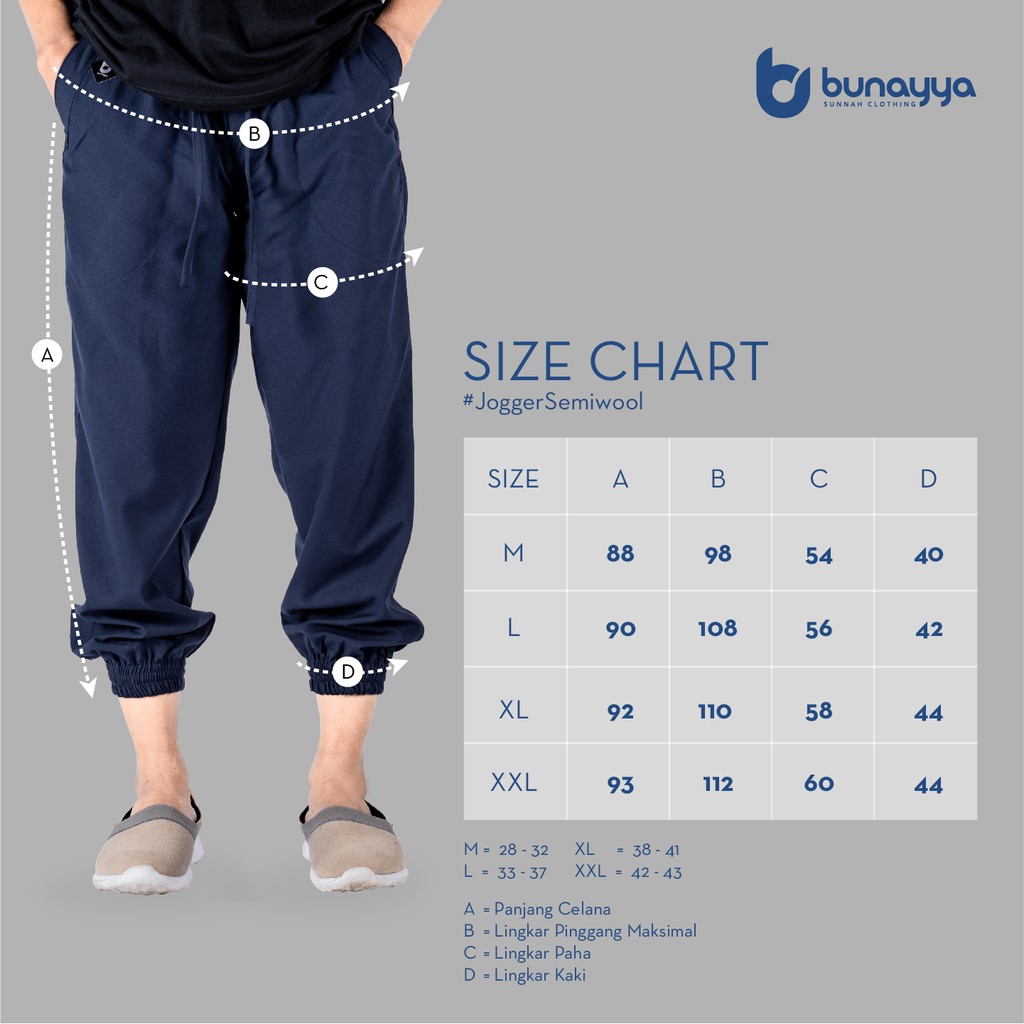 bunayya
SUNNAH CLOTHING
B
C
A
D
SIZE CHART
#JoggerSemiwool
SIZE A B C D
M 88 98 54 40
L 90 108 56 42
XL 92 110 58 44
XXL 93 112 60 44
M = 28 - 32 XL = 38 - 41
L = 33 - 37 XXL = 42 - 43
A = Panjang Celana
B = Lingkar Pinggang Maksimal
C = Lingkar Paha
D = Lingkar Kaki